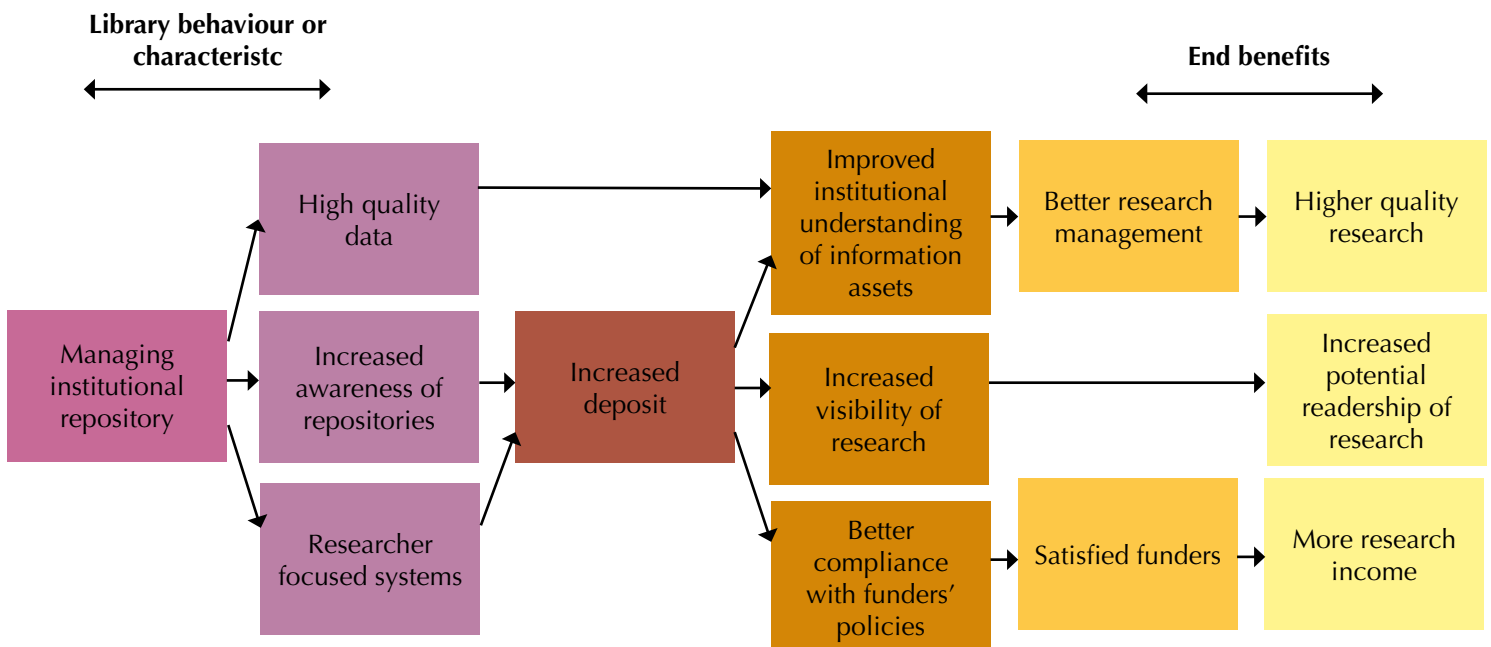 Library behaviour or
characteristc
End benefits
High quality
data
Improved
institutional
understanding
of information
assets
Better research
management
Higher quality
research
Managing
institutional
repository
Increased
awareness of
repositories
Increased
deposit
Increased
visibility of
research
Increased
potential
readership of
research
Researcher
focused systems
Better
compliance
with funders’
policies
Satisfied funders
More research
income